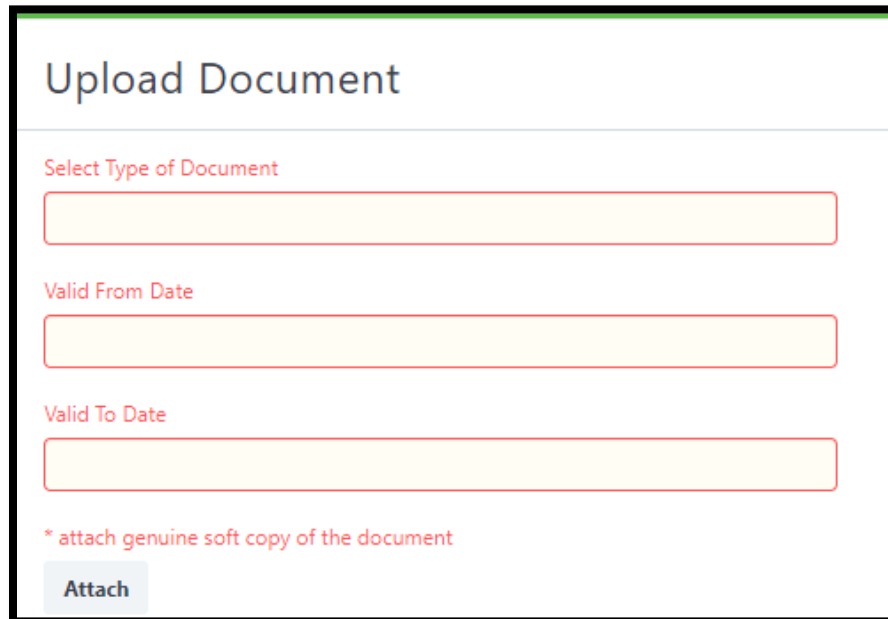 Upload Document
Select Type of Document
Valid From Date
Valid To Date
* attach genuine soft copy of the document
Attach